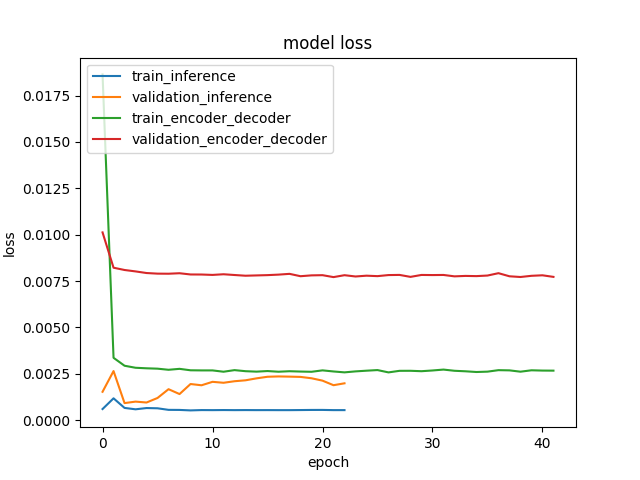 model loss
train_inference
validation_inference
train_encoder_decoder
validation_encoder_decoder
loss
0.0175
0.0150
0.0125
0.0100
0.0075
0.0050
0.0025
0.0000
0 10 20 30 40
epoch